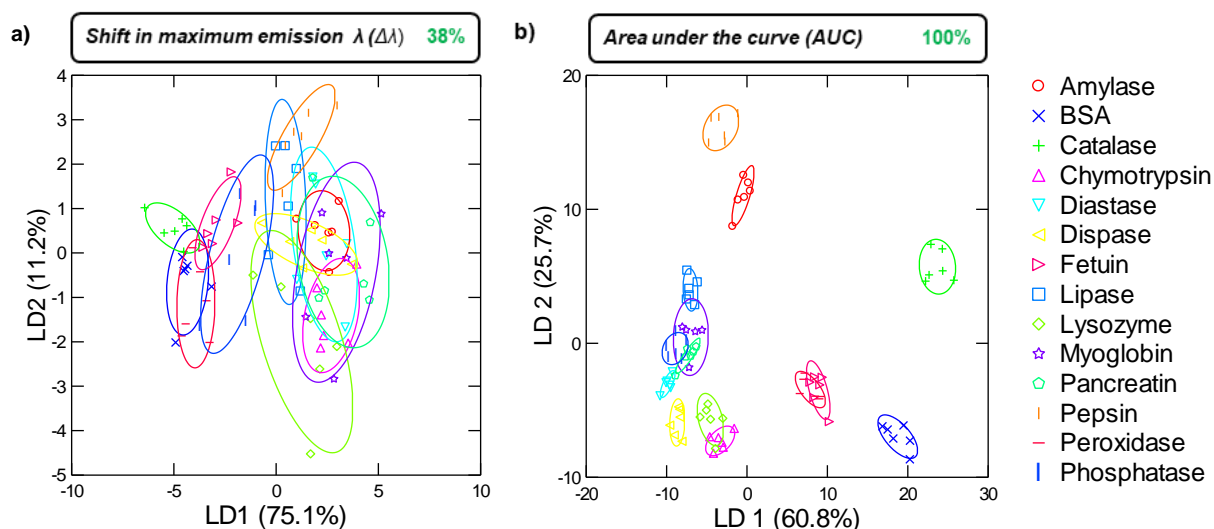 a)
Shift in maximum emission λ (Δλ) 38%
4
3
2
1
0
-1
-2
-3
-4
-5
LD2 (11.2%)
-10
-5
0
5
10
LD1 (75.1%)
b)
Area under the curve (AUC) 100%
20
10
0
-10
LD 2 (25.7%)
-20
-10
0
10
20
30
LD 1 (60.8%)
Amylase
BSA
Catalase
Chymotrypsin
Diastase
Dispase
Fetuin
Lipase
Lysozyme
Myoglobin
Pancreatin
Pepsin
Peroxidase
Phosphatase